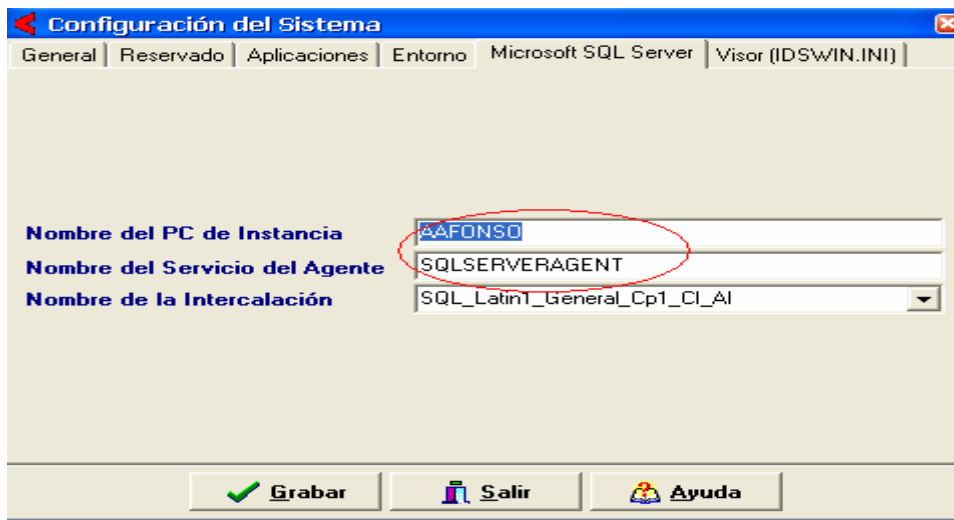 Configuración del Sistema
General Reservado Aplicaciones Entorno Microsoft SQL Server Visor (IDSWIN.INI)
Nombre del PC de Instancia AAFONSO
Nombre del Servicio del Agente SQLSERVERAGENT
Nombre de la Intercalación SQL_Latin1_General_Cp1_CI_AI
Grabar Salir Ayuda